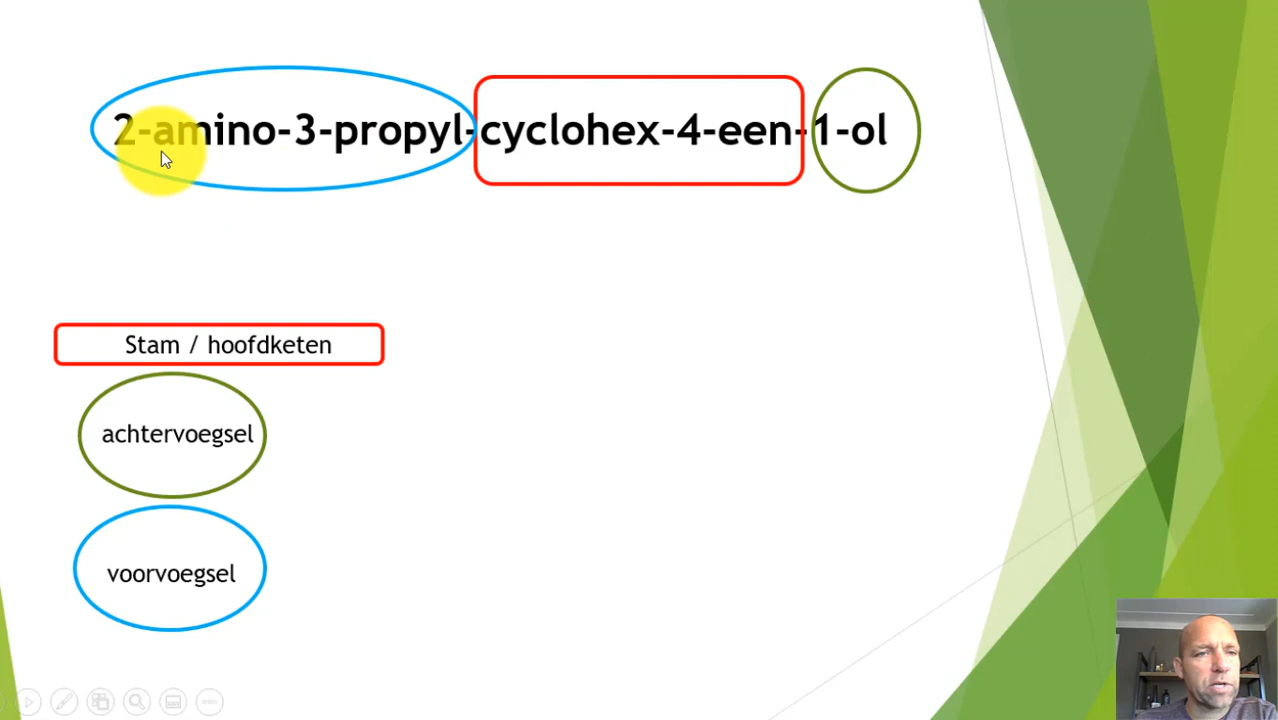 2-amino-3-propyl-cyclohex-4-een-1-ol
Stam / hoofdketen
achtervoegsel
voorvoegsel